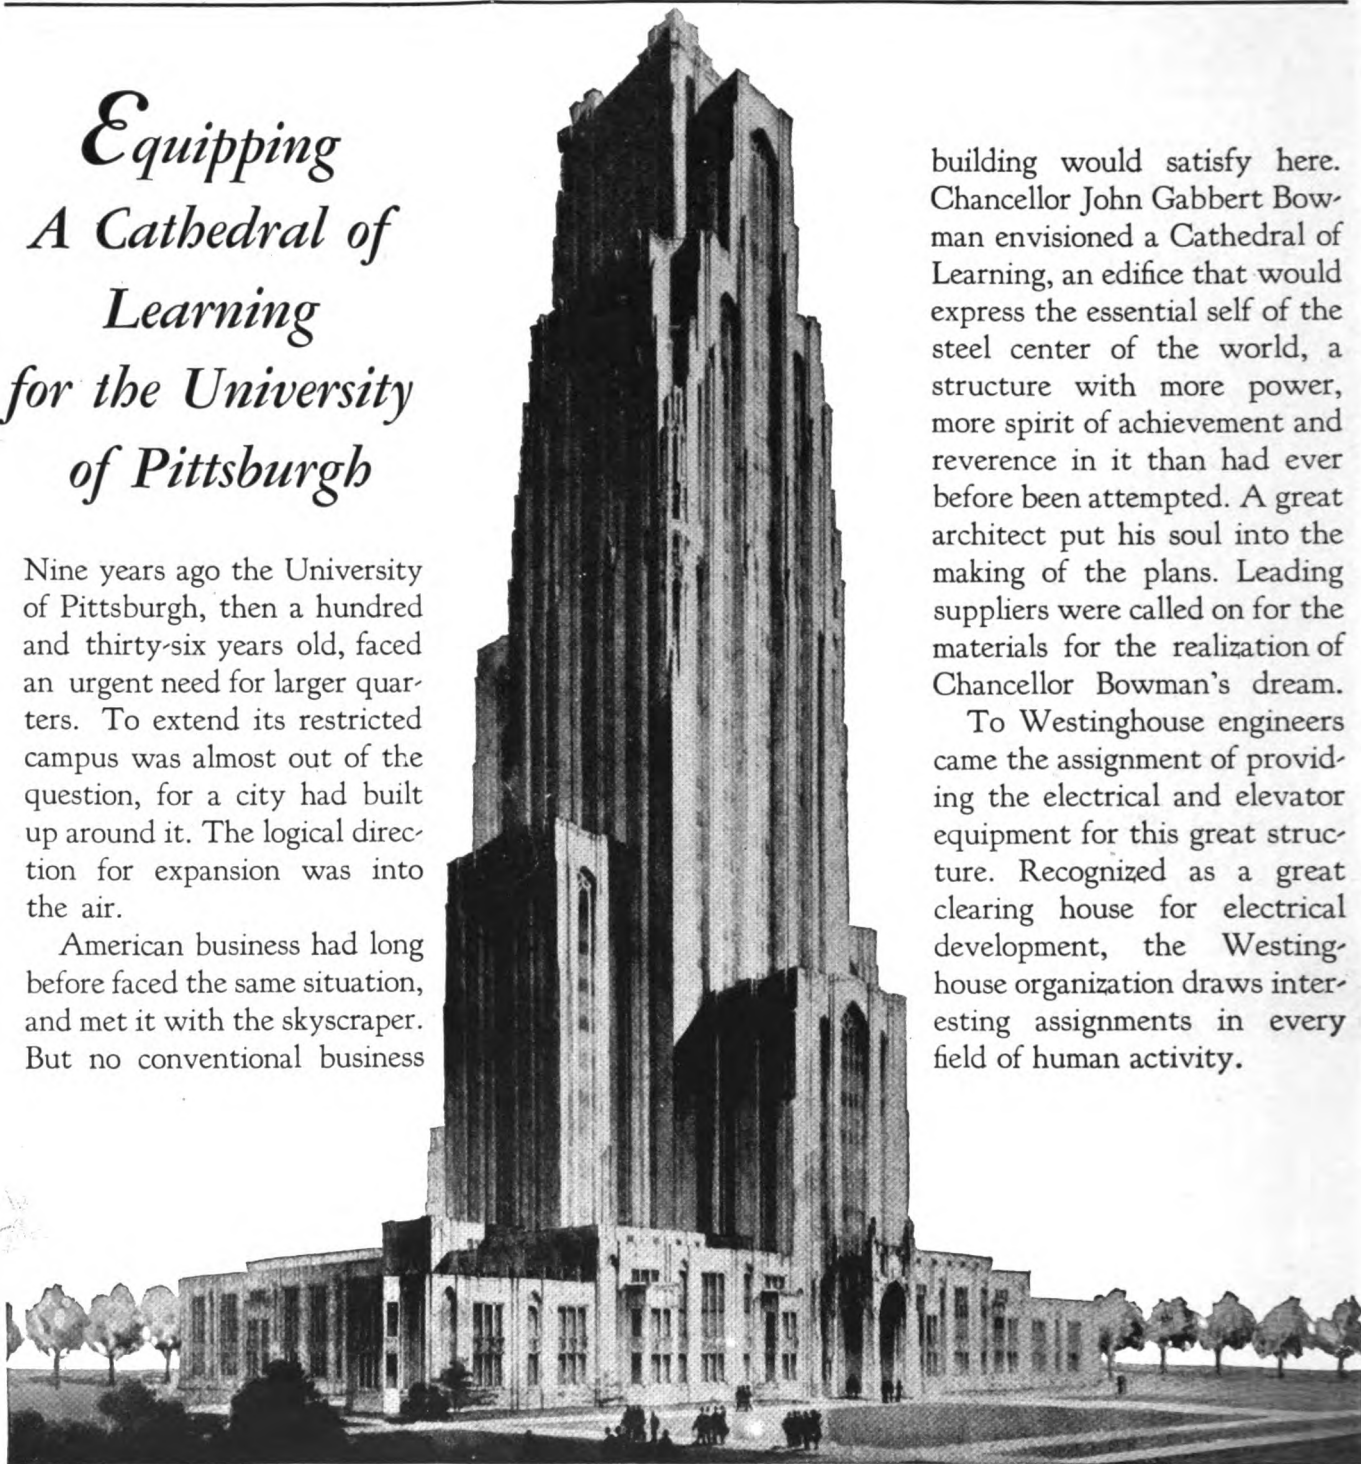 Equipping
A Cathedral of
Learning
for the University
of Pittsburgh
Nine years ago the University
of Pittsburgh, then a hundred
and thirty-six years old, faced
an urgent need for larger quar-
ters. To extend its restricted
campus was almost out of the
question, for a city had built
up around it. The logical direc-
tion for expansion was into
the air.
American business had long
before faced the same situation,
and met it with the skyscraper.
But no conventional business
building would satisfy here.
Chancellor John Gabbert Bow-
man envisioned a Cathedral of
Learning, an edifice that would
express the essential self of the
steel center of the world, a
structure with more power,
more spirit of achievement and
reverence in it than had ever
before been attempted. A great
architect put his soul into the
making of the plans. Leading
suppliers were called on for the
materials for the realization of
Chancellor Bowman's dream.
To Westinghouse engineers
came the assignment of provid-
ing the electrical and elevator
equipment for this great struc-
ture. Recognized as a great
clearing house for electrical
development, the Westing-
house organization draws inter-
esting assignments in every
field of human activity.